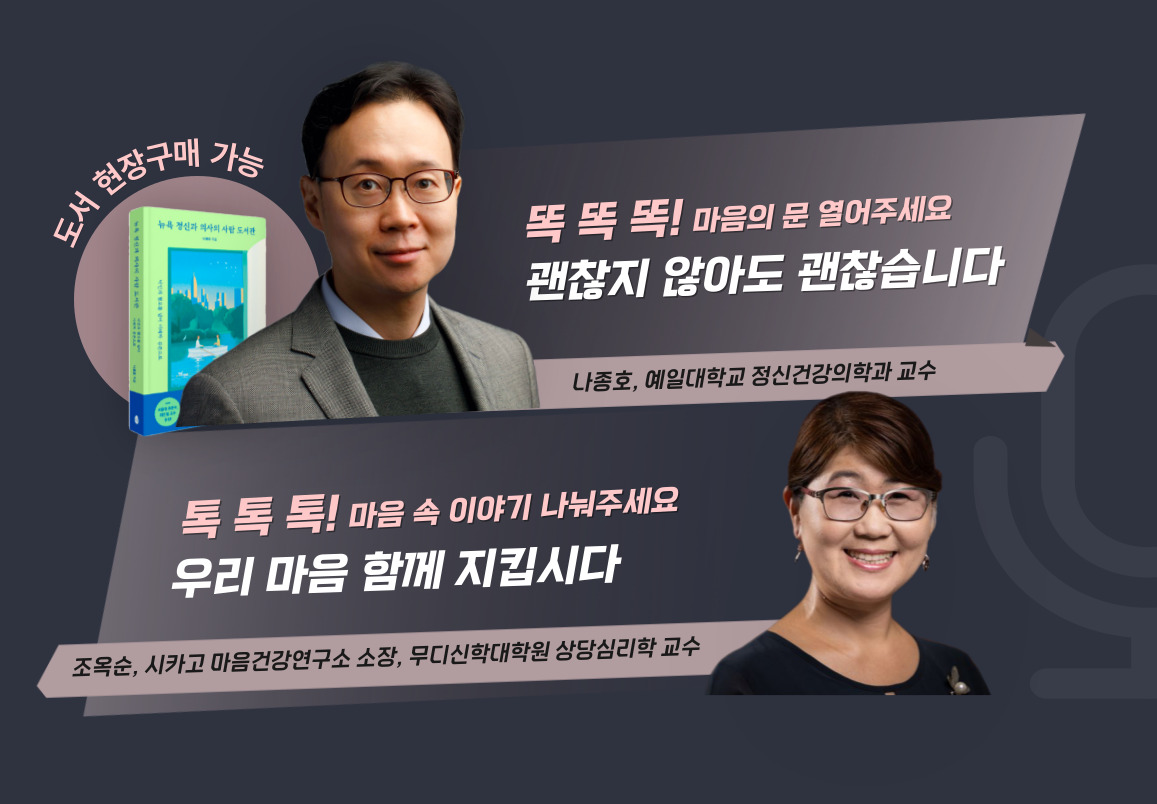 도서 현장구매 가능
뉴욕 정신과 의사의 사람 도서관
똑 똑 똑! 마음의 문 열어주세요
괜찮지 않아도 괜찮습니다
나종호, 예일대학교 정신건강의학과 교수
톡 톡 톡! 마음 속 이야기 나눠주세요
우리 마음 함께 지킵시다
조옥순, 시카고 마음건강연구소 소장, 무디신학대학원 상당심리학 교수